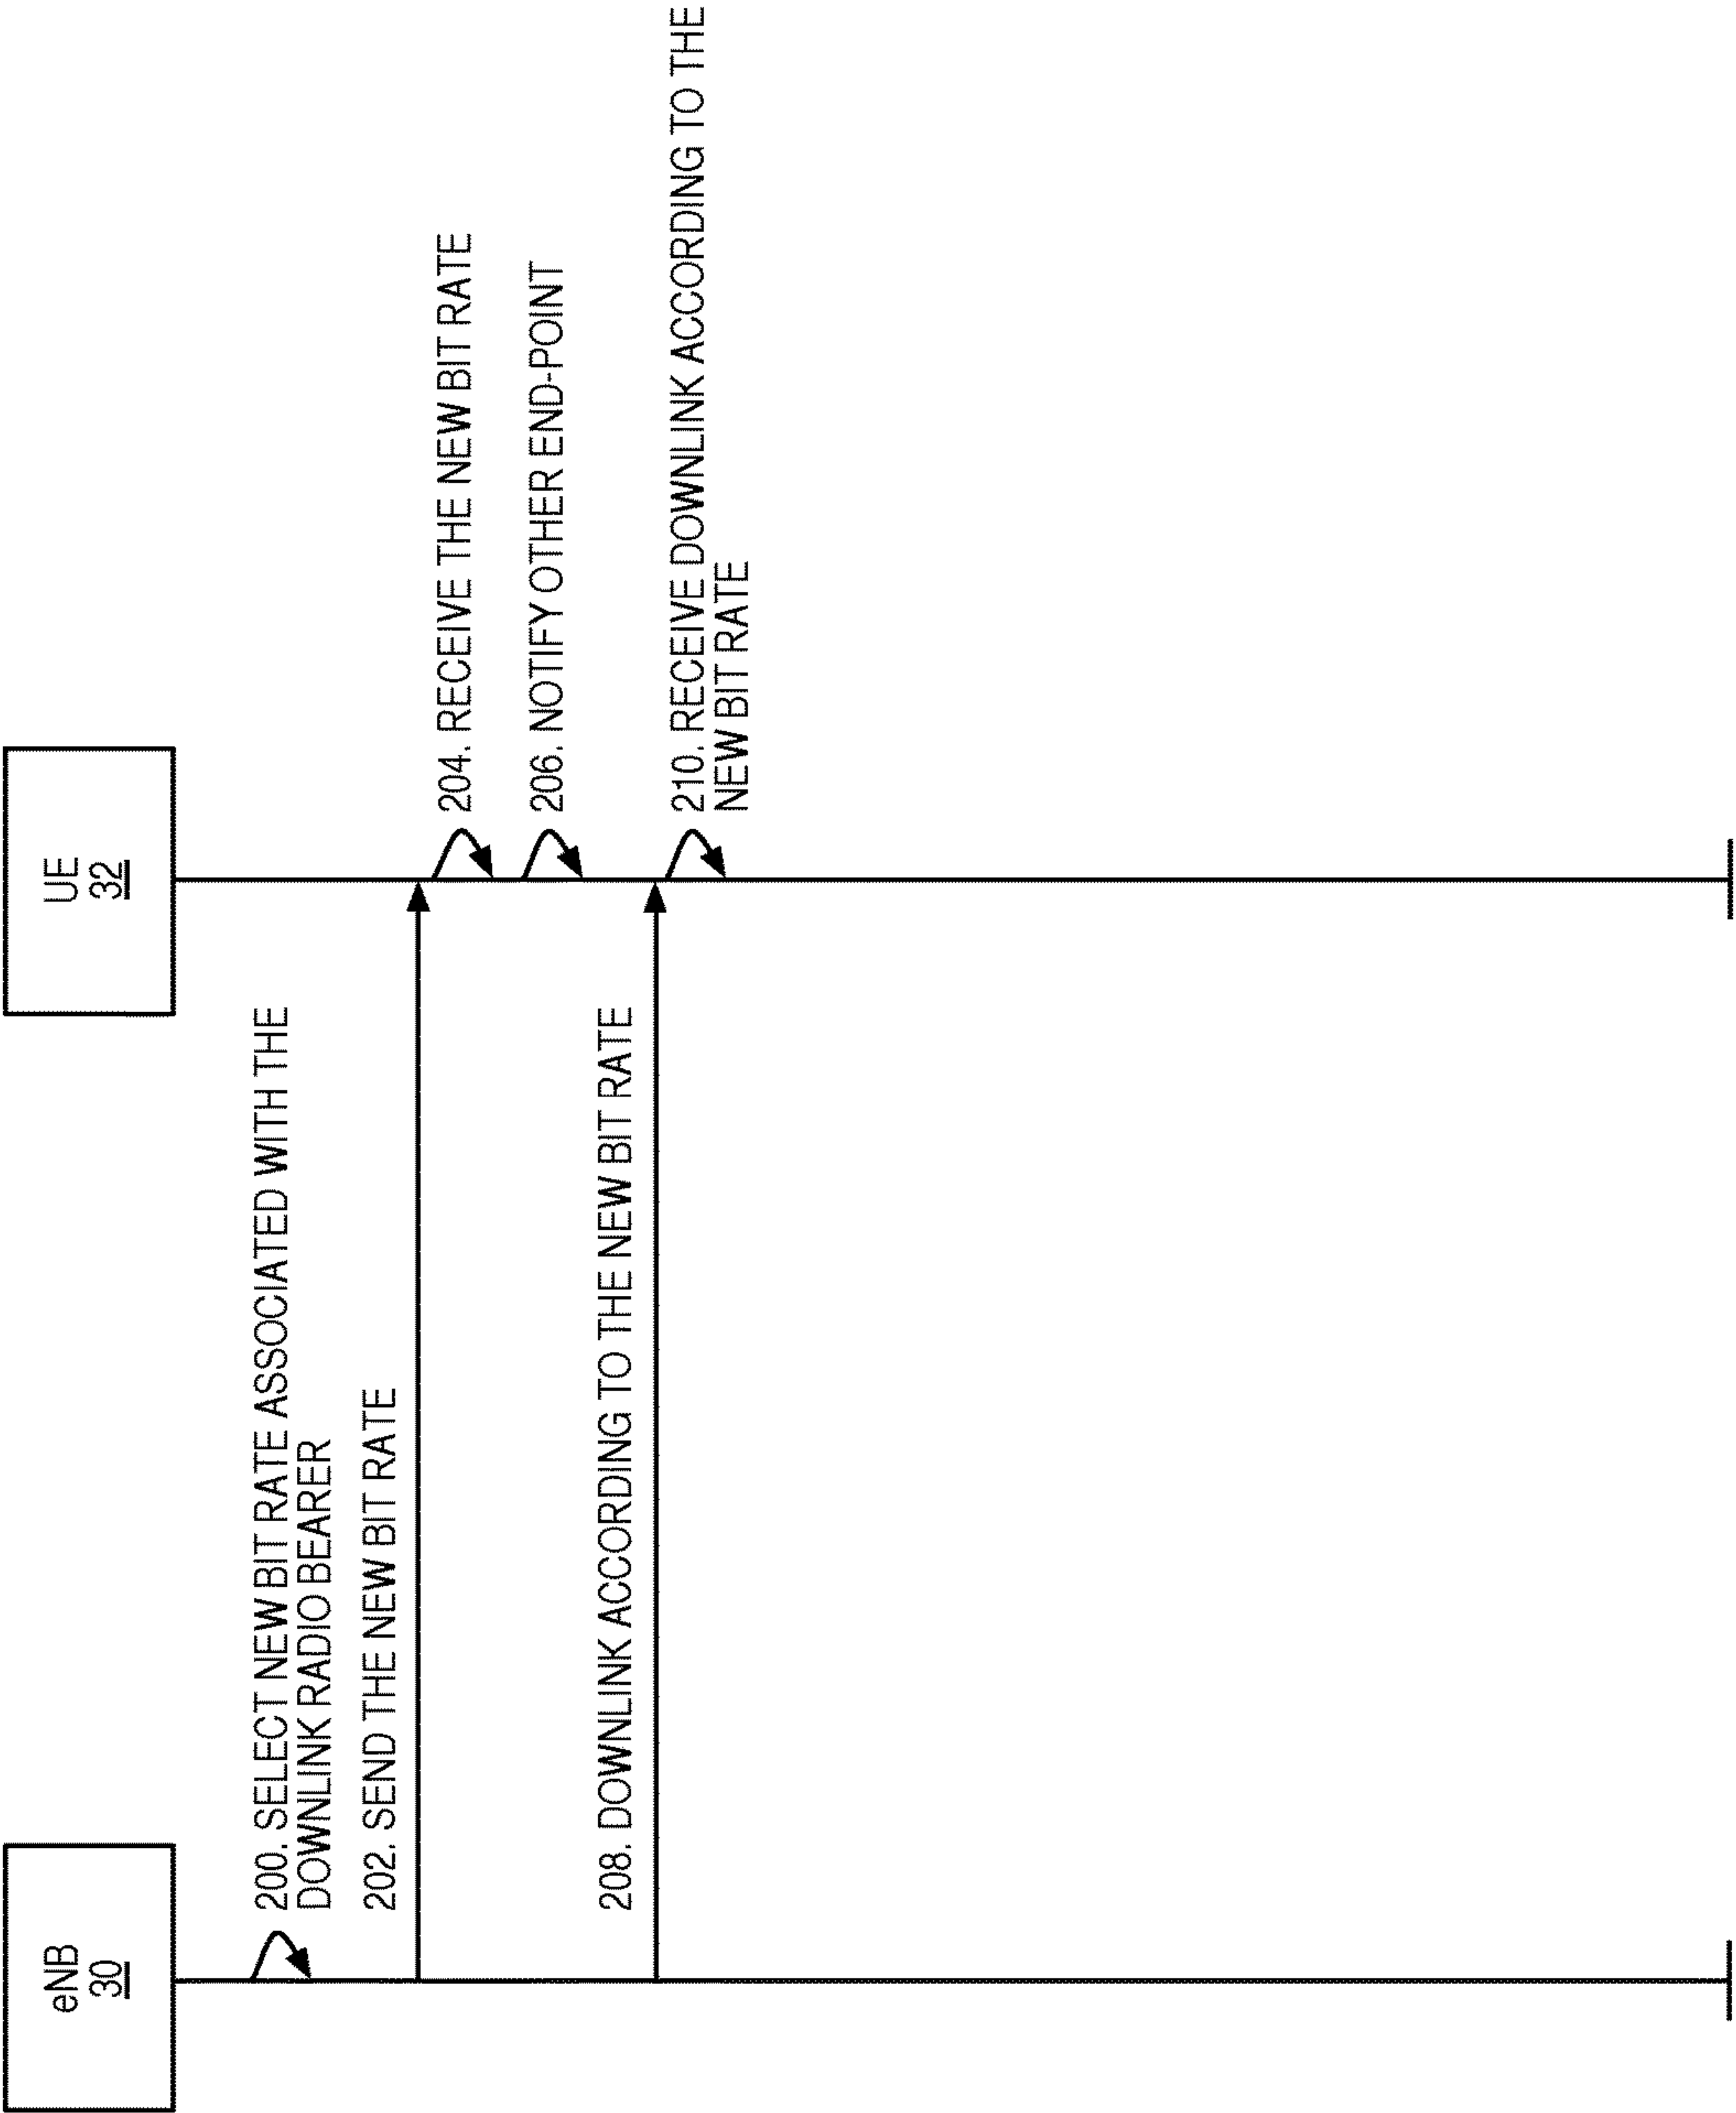 eNB
30
UE
32
200. SELECT NEW BIT RATE ASSOCIATED WITH THE
DOWNLINK RADIO BEARER
202. SEND THE NEW BIT RATE
204. RECEIVE THE NEW BIT RATE
206. NOTIFY OTHER END-POINT
208. DOWNLINK ACCORDING TO THE NEW BIT RATE
210. RECEIVE DOWNLINK ACCORDING TO THE
NEW BIT RATE